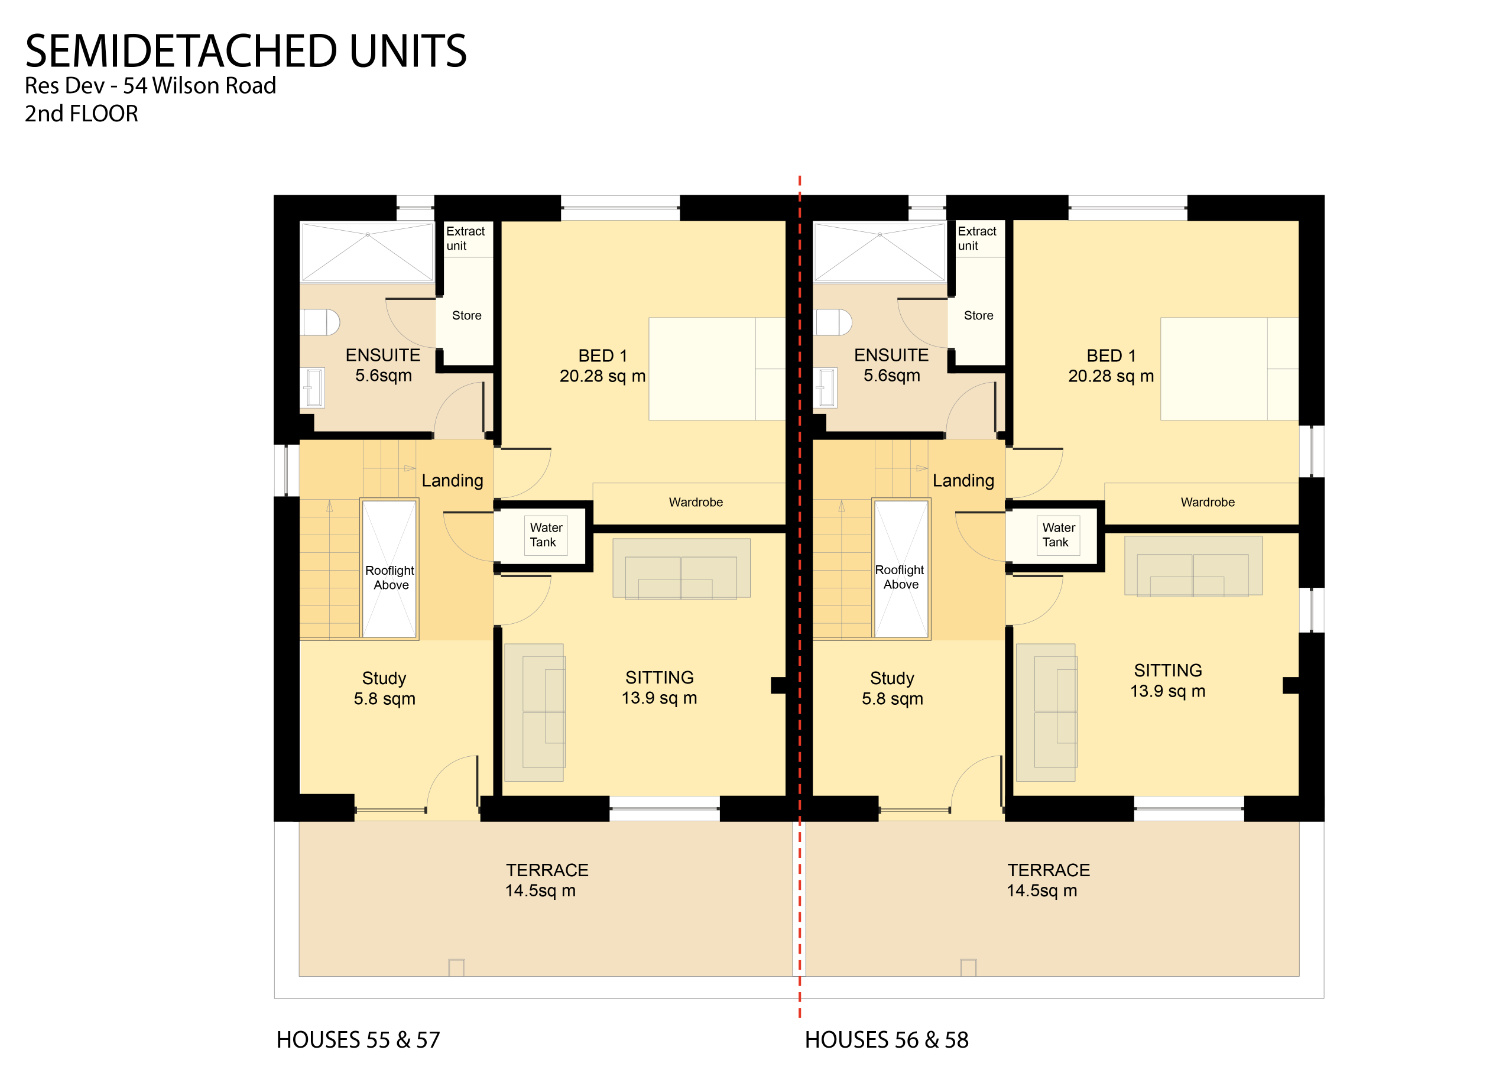 SEMIDETACHED UNITS
Res Dev - 54 Wilson Road
2nd FLOOR
Extract
unit
Store
ENSUITE
5.6sqm
BED 1
20.28 sq m
Landing
Wardrobe
Water
Tank
Rooflight
Above
Study
5.8 sqm
SITTING
13.9 sq m
TERRACE
14.5sq m
HOUSES 55 & 57
Extract
unit
Store
ENSUITE
5.6sqm
BED 1
20.28 sq m
Landing
Wardrobe
Water
Tank
Rooflight
Above
Study
5.8 sqm
SITTING
13.9 sq m
TERRACE
14.5sq m
HOUSES 56 & 58